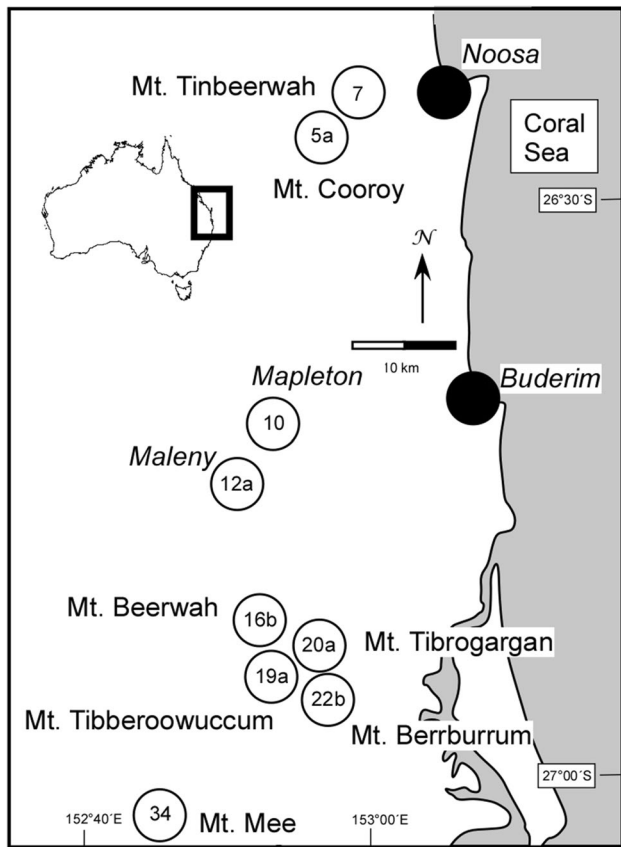 Noosa
Mt. Tinbeerwah
7
5a
Coral
Sea
Mt. Cooroy
26°30´S
N
10 km
Mapleton
Buderim
10
Maleny
12a
Mt. Beerwah
16b
20a
Mt. Tibrogargan
19a
22b
Mt. Tibberoowuccum
Mt. Berrburrum
27°00´S
152°40´E
34
Mt. Mee
153°00´E